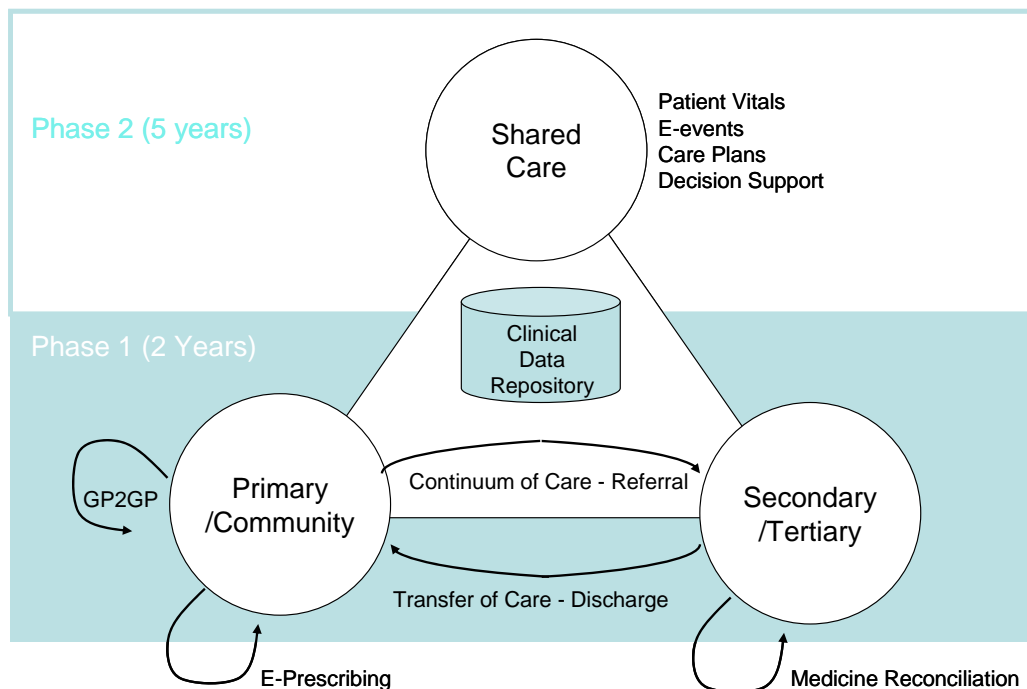 Phase 2 (5 years)
Shared
Care
Patient Vitals
E-events
Care Plans
Decision Support
Phase 1 (2 Years)
Clinical
Data
Repository
GP2GP
Primary
/Community
Continuum of Care - Referral
Secondary
/Tertiary
Transfer of Care - Discharge
E-Prescribing
Medicine Reconciliation